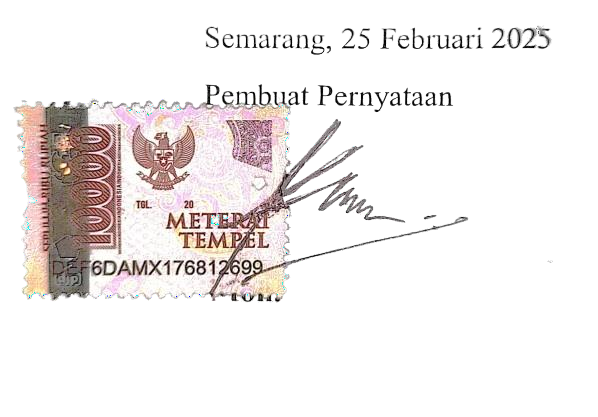 Semarang, 25 Februari 2025
Pembuat Pernyataan
10000
TGL. 20
METERAI
TEMPEL
DEF6DAMX176812699